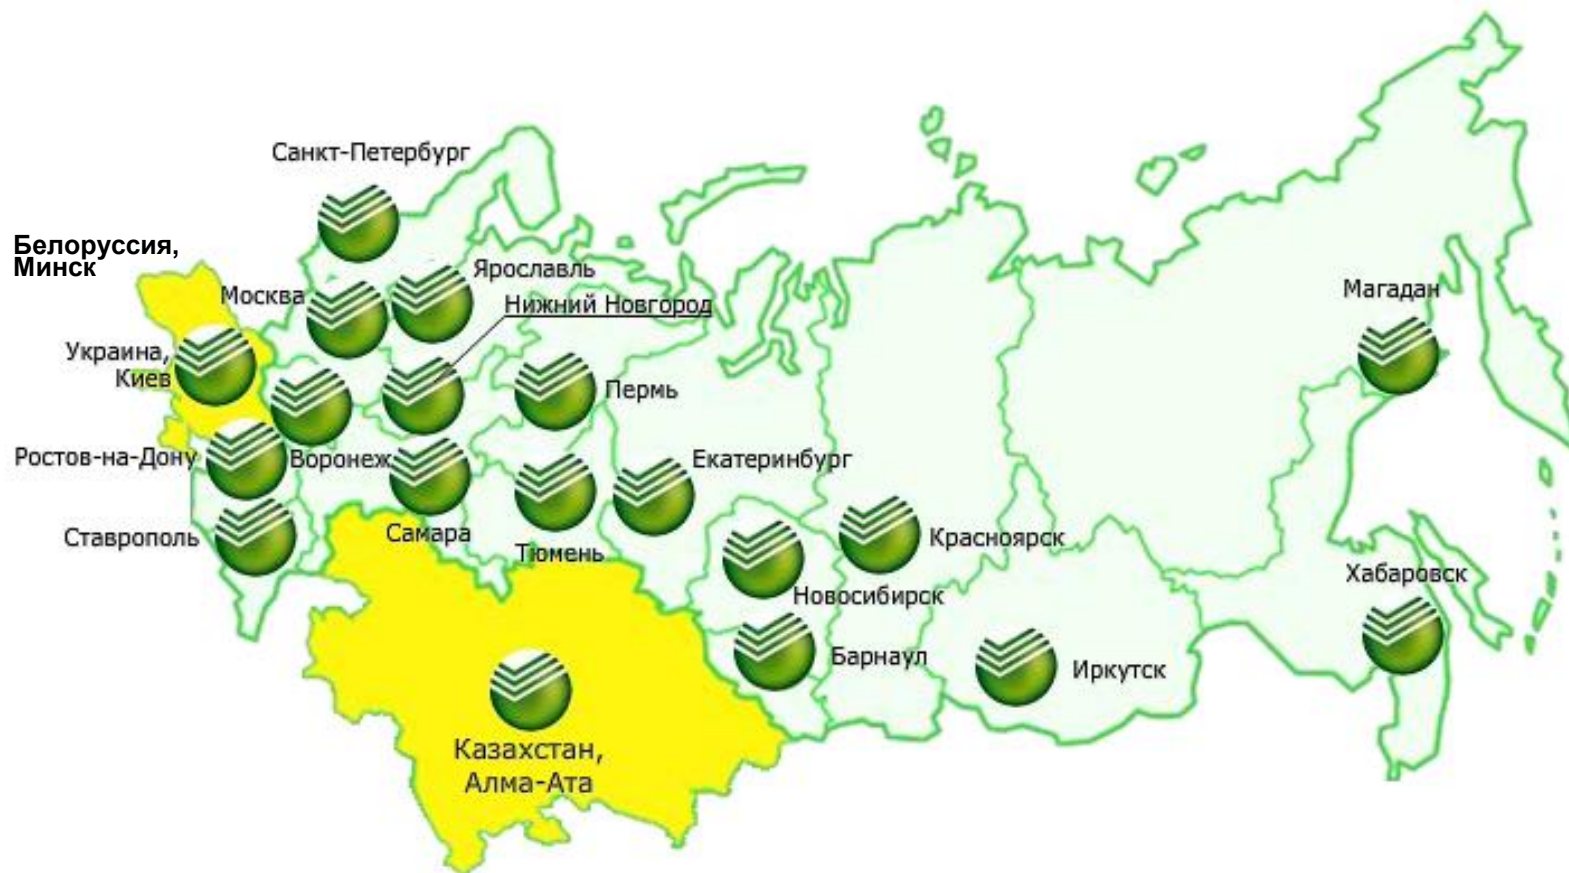 Санкт-Петербург
Белоруссия,
Минск
Москва
Ярославль
Нижний Новгород
Магадан
Украина,
Киев
Пермь
Ростов-на-Дону
Воронеж
Екатеринбург
Ставрополь
Самара
Тюмень
Красноярск
Новосибирск
Хабаровск
Барнаул
Иркутск
Казахстан,
Алма-Ата